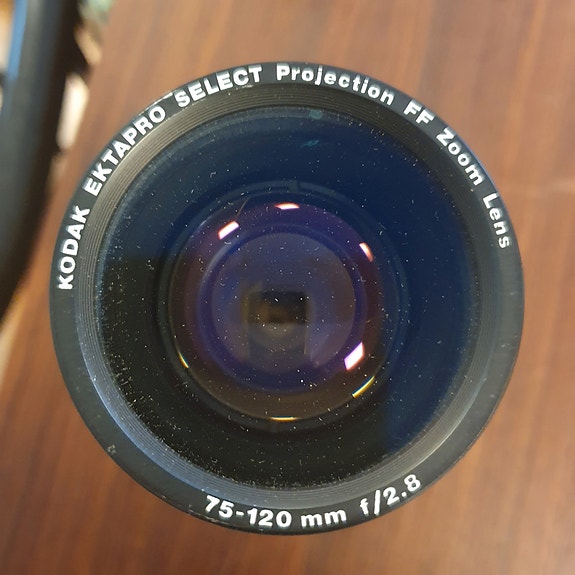 KODAK EKTAPRO SELECT Projection FF Zoom Lens
75-120 mm f/2.8